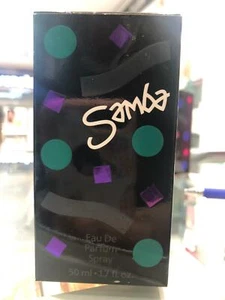 Samba
Eau De
Parfum
Spray
50 ml • 1.7 fl. oz.